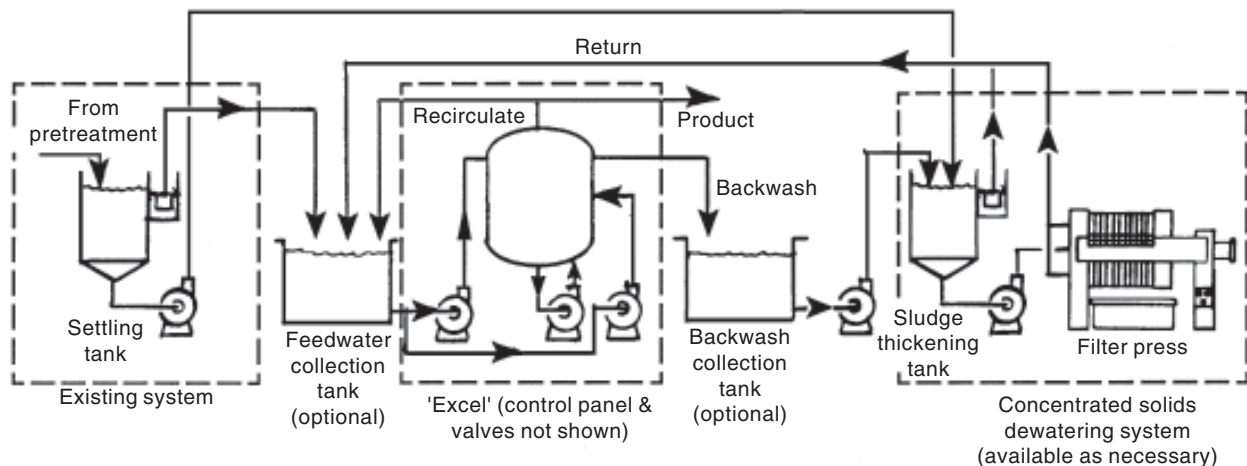 Return
From
pretreatment
Recirculate
Product
Backwash
Settling
tank
Existing system
Feedwater
collection
tank
(optional)
'Excel' (control panel &
valves not shown)
Backwash
collection
tank
(optional)
Sludge
thickening
tank
Filter press
Concentrated solids
dewatering system
(available as necessary)